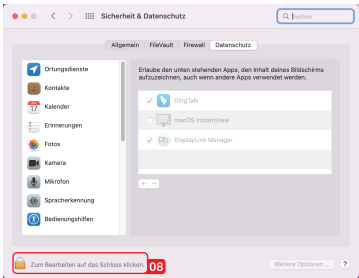 Sicherheit & Datenschutz
Suchen
Allgemein FileVault Firewall Datenschutz
Ortungsdienste
Kontakte
Kalender
Erinnerungen
Fotos
Kamera
Mikrofon
Spracherkennung
Bedienungshilfen
Erlaube den unten stehenden Apps, den Inhalt deines Bildschirms
aufzuzeichnen, auch wenn andere Apps verwendet werden.
DingTalk
macOS InstantView
DisplayLink Manager
+ −
Zum Bearbeiten auf das Schloss klicken.
08
Weitere Optionen ...
?